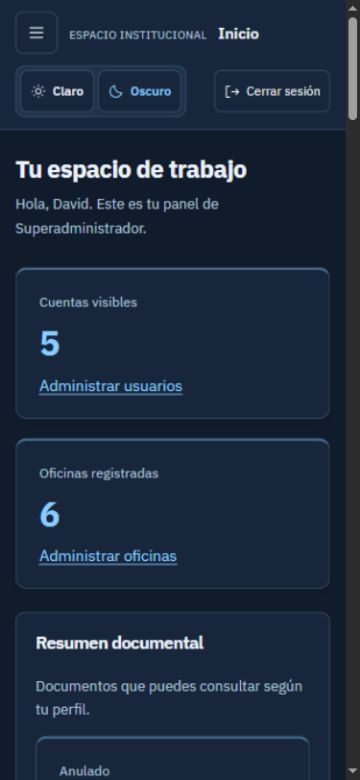 ESPACIO INSTITUCIONAL Inicio
Claro Oscuro Cerrar sesión
Tu espacio de trabajo
Hola, David. Este es tu panel de
Superadministrador.
Cuentas visibles
5
Administrar usuarios
Oficinas registradas
6
Administrar oficinas
Resumen documental
Documentos que puedes consultar según
tu perfil.
Anulado